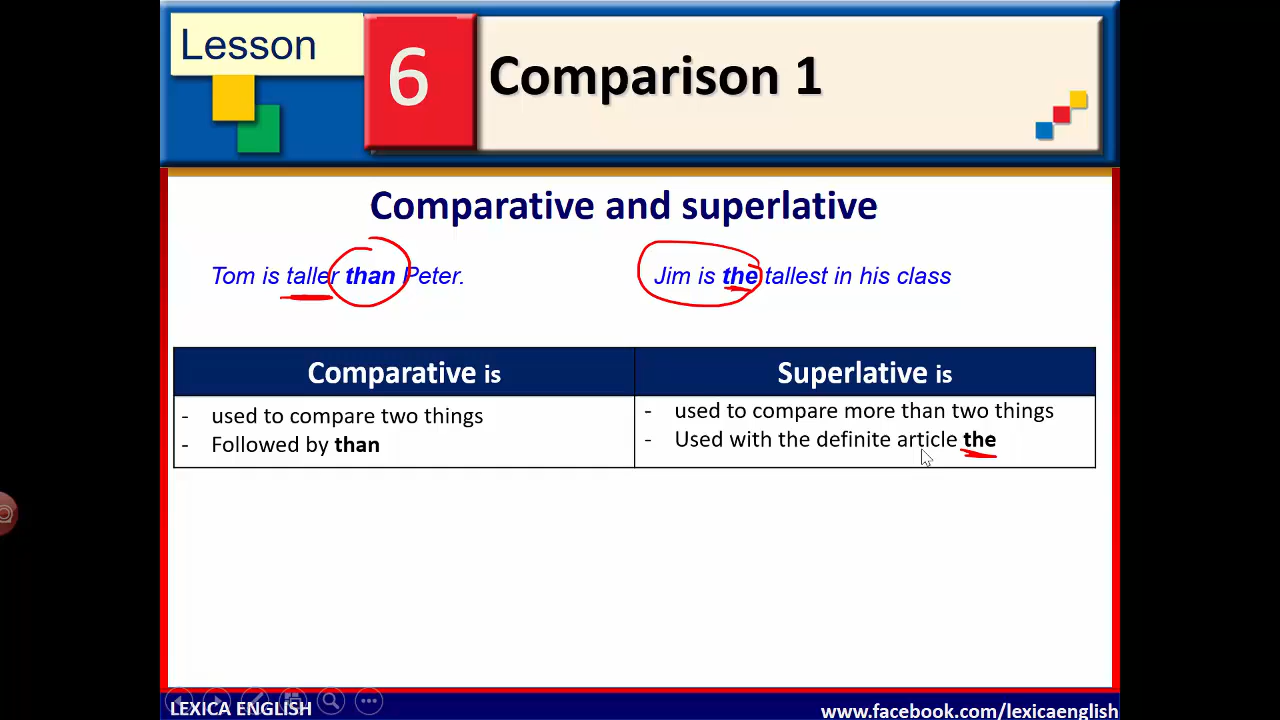 Lesson
6
Comparison 1
Comparative and superlative
Tom is taller than Peter.
Jim is the tallest in his class
Comparative is
- used to compare two things
- Followed by than
Superlative is
- used to compare more than two things
- Used with the definite article the
LEXICA ENGLISH
www.facebook.com/lexicaenglish